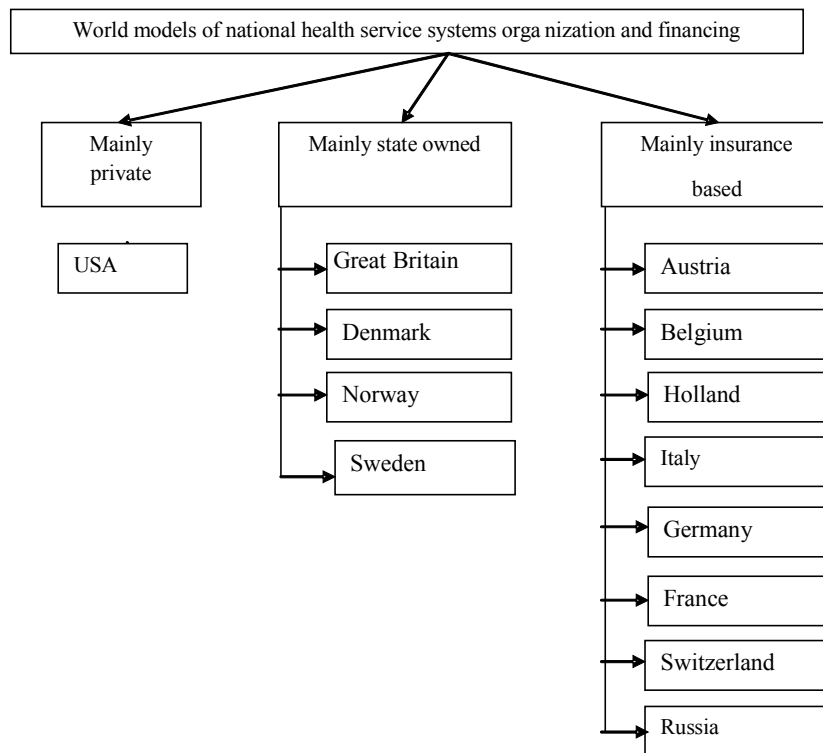 World models of national health service systems orga nization and financing
Mainly
private
USA
Mainly state owned
Great Britain
Denmark
Norway
Sweden
Mainly insurance
based
Austria
Belgium
Holland
Italy
Germany
France
Switzerland
Russia